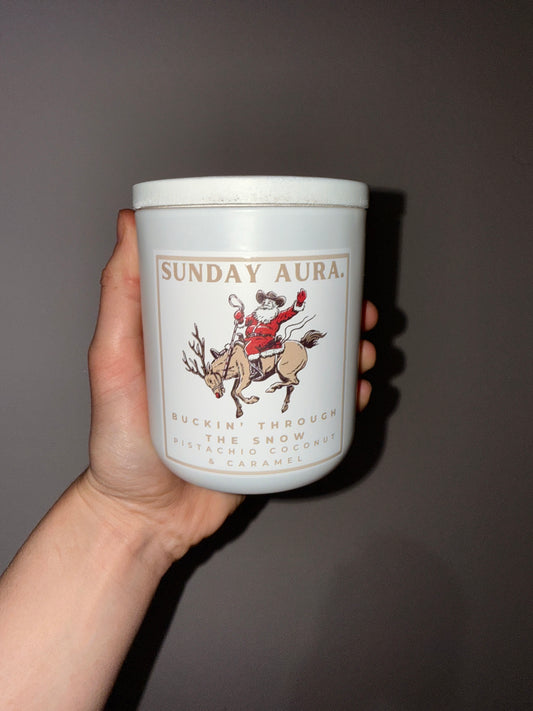 SUNDAY AURA.
BUCKIN' THROUGH
THE SNOW
PISTACHIO COCONUT
& CARAMEL